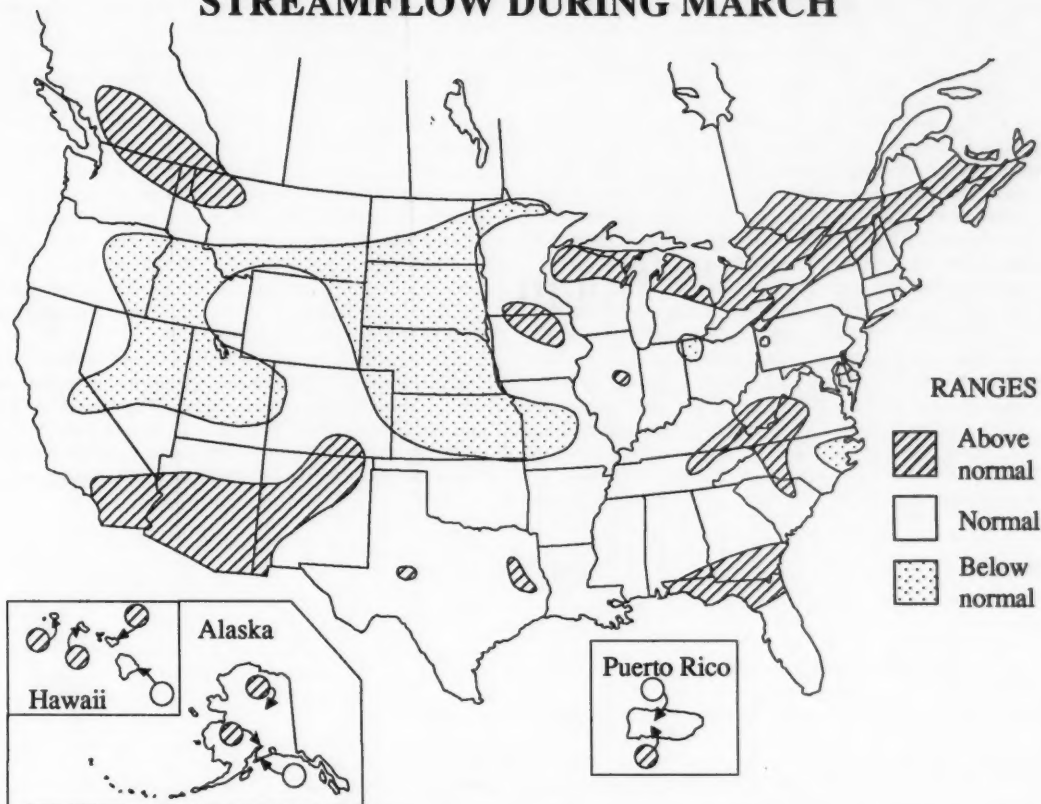 STREAMFLOW DURING MARCH
RANGES
Above
normal
Normal
Below
normal
Alaska
Hawaii
Puerto Rico